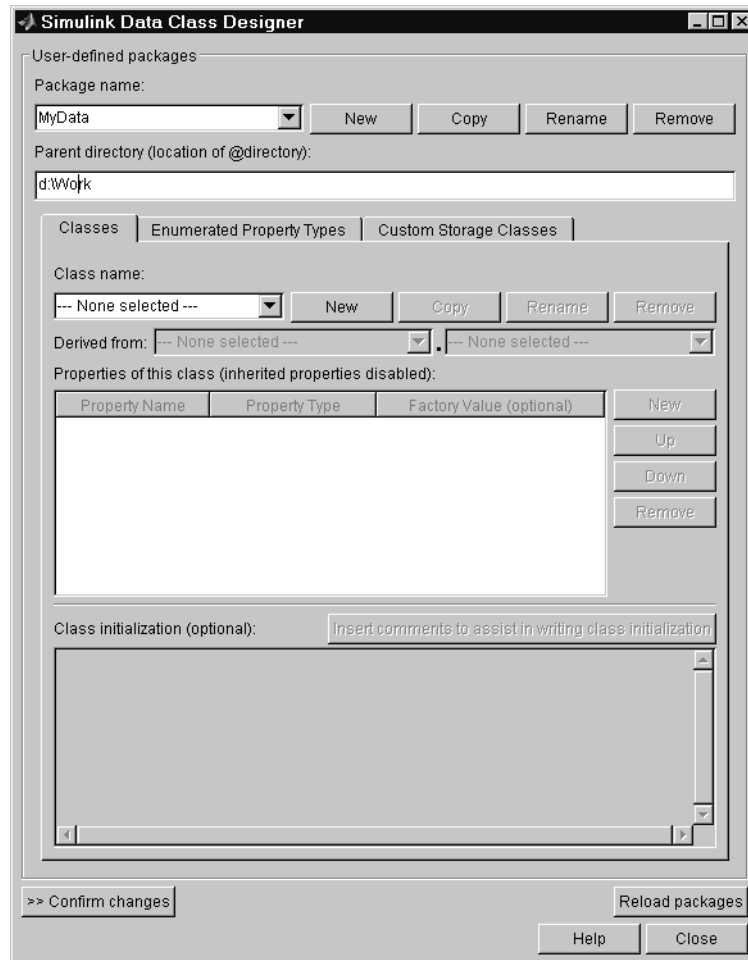 Simulink Data Class Designer
User-defined packages
Package name:
MyData New Copy Rename Remove
Parent directory (location of @directory):
d:\Work
Classes Enumerated Property Types Custom Storage Classes
Class name:
--- None selected --- New Copy Rename Remove
Derived from: --- None selected --- . --- None selected ---
Properties of this class (inherited properties disabled):
Property Name Property Type Factory Value (optional) New
Up
Down
Remove
Class initialization (optional): Insert comments to assist in writing class initialization
>> Confirm changes Reload packages
Help Close